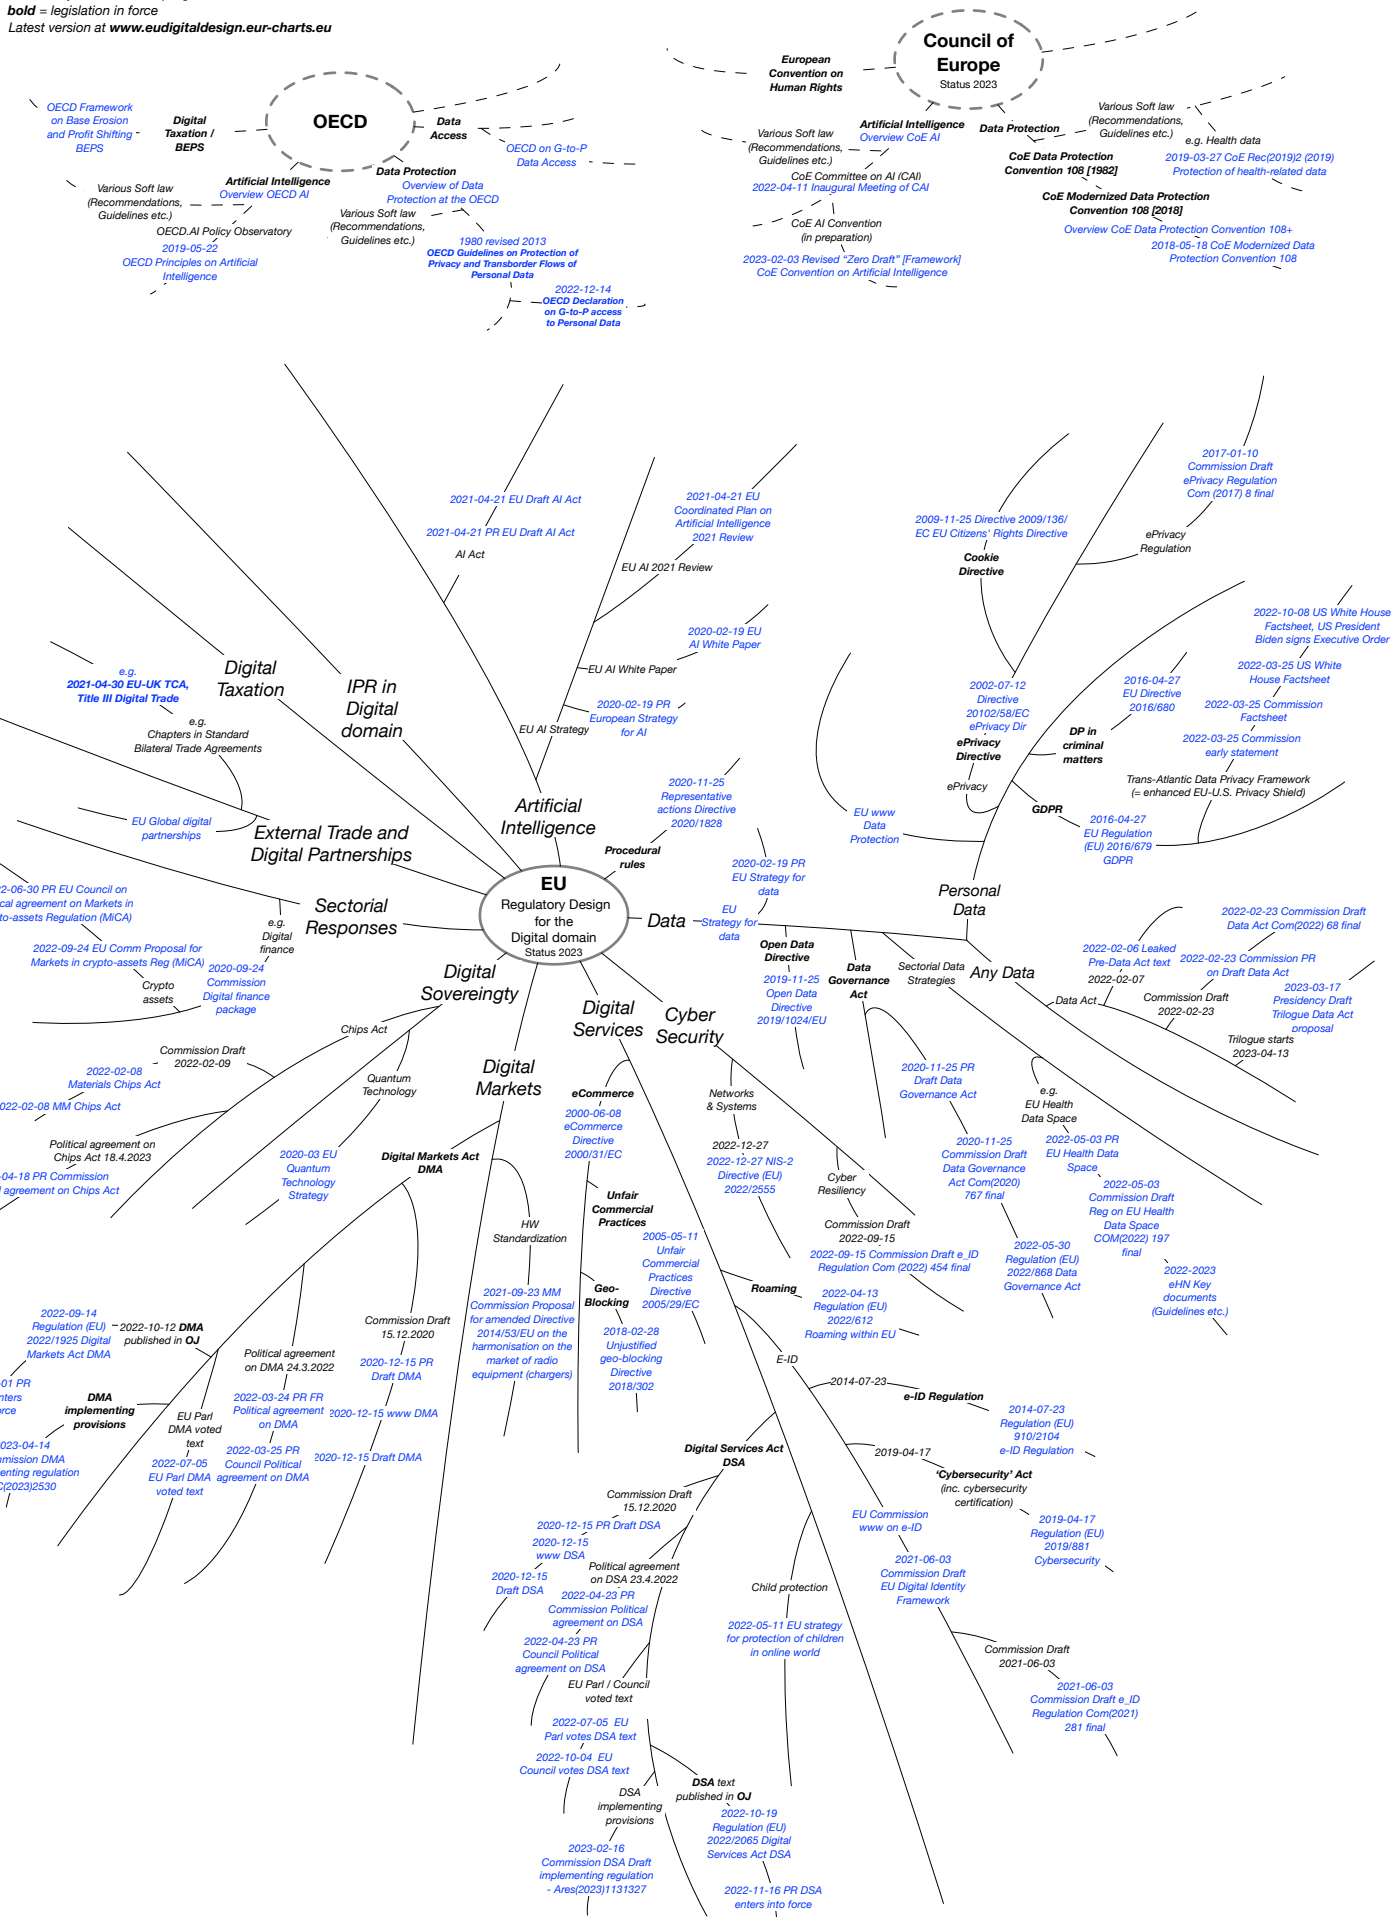 bold = legislation in force
Latest version at www.eudigitaldesign.eur-charts.eu
OECD
OECD Framework
on Base Erosion
and Profit Shifting
BEPS
Digital
Taxation /
BEPS
Data
Access
OECD on G-to-P
Data Access
Artificial Intelligence
Overview OECD AI
Various Soft law
(Recommendations,
Guidelines etc.)
OECD.AI Policy Observatory
2019-05-22
OECD Principles on Artificial
Intelligence
Data Protection
Overview of Data
Protection at the OECD
Various Soft law
(Recommendations,
Guidelines etc.)
1980 revised 2013
OECD Guidelines on Protection of
Privacy and Transborder Flows of
Personal Data
2022-12-14
OECD Declaration
on G-to-P access
to Personal Data
Council of
Europe
Status 2023
European
Convention on
Human Rights
Artificial Intelligence
Overview CoE AI
Various Soft law
(Recommendations,
Guidelines etc.)
CoE Committee on AI (CAI)
2022-04-11 Inaugural Meeting of CAI
CoE AI Convention
(in preparation)
2023-02-03 Revised "Zero Draft" [Framework]
CoE Convention on Artificial Intelligence
Data Protection
Various Soft law
(Recommendations,
Guidelines etc.)
e.g. Health data
2019-03-27 CoE Rec(2019)2 (2019)
Protection of health-related data
CoE Data Protection
Convention 108 [1982]
CoE Modernized Data Protection
Convention 108 [2018]
Overview CoE Data Protection Convention 108+
2018-05-18 CoE Modernized Data
Protection Convention 108
EU
Regulatory Design
for the
Digital domain
Status 2023
Digital
Taxation
IPR in
Digital
domain
Artificial
Intelligence
2021-04-21 EU Draft AI Act
2021-04-21 PR EU Draft AI Act
AI Act
2021-04-21 EU
Coordinated Plan on
Artificial Intelligence
2021 Review
EU AI 2021 Review
2020-02-19 EU
AI White Paper
EU AI White Paper
2020-02-19 PR
European Strategy
for AI
EU AI Strategy
Procedural
rules
2020-11-25
Representative
actions Directive
2020/1828
e.g.
2021-04-30 EU-UK TCA,
Title III Digital Trade
e.g.
Chapters in Standard
Bilateral Trade Agreements
EU Global digital
partnerships
External Trade and
Digital Partnerships
Sectorial
Responses
2-06-30 PR EU Council on
cal agreement on Markets in
to-assets Regulation (MiCA)
2022-09-24 EU Comm Proposal for
Markets in crypto-assets Reg (MiCA)
e.g.
Digital
finance
2020-09-24
Commission
Digital finance
package
Crypto
assets
Data
EU
Strategy for
data
2020-02-19 PR
EU Strategy for
data
Open Data
Directive
2019-11-25
Open Data
Directive
2019/1024/EU
Data
Governance
Act
2020-11-25 PR
Draft Data
Governance Act
2020-11-25
Commission Draft
Data Governance
Act Com(2020)
767 final
2022-05-30
Regulation (EU)
2022/868 Data
Governance Act
Sectorial Data
Strategies
e.g.
EU Health
Data Space
2022-05-03 PR
EU Health Data
Space
2022-05-03
Commission Draft
Reg on EU Health
Data Space
COM(2022) 197
final
2022-2023
eHN Key
documents
(Guidelines etc.)
Any Data
Data Act
2022-02-06 Leaked
Pre-Data Act text
2022-02-07
2022-02-23 Commission Draft
Data Act Com(2022) 68 final
2022-02-23 Commission PR
on Draft Data Act
Commission Draft
2022-02-23
2023-03-17
Presidency Draft
Trilogue Data Act
proposal
Trilogue starts
2023-04-13
Personal
Data
EU www
Data
Protection
ePrivacy
ePrivacy
Directive
2002-07-12
Directive
20102/58/EC
ePrivacy Dir
Cookie
Directive
2009-11-25 Directive 2009/136/
EC EU Citizens' Rights Directive
ePrivacy
Regulation
2017-01-10
Commission Draft
ePrivacy Regulation
Com (2017) 8 final
DP in
criminal
matters
2016-04-27
EU Directive
2016/680
GDPR
2016-04-27
EU Regulation
(EU) 2016/679
GDPR
Trans-Atlantic Data Privacy Framework
(= enhanced EU-U.S. Privacy Shield)
2022-10-08 US White House
Factsheet, US President
Biden signs Executive Order
2022-03-25 US White
House Factsheet
2022-03-25 Commission
Factsheet
2022-03-25 Commission
early statement
Digital
Sovereingty
Chips Act
Commission Draft
2022-02-09
2022-02-08
Materials Chips Act
022-02-08 MM Chips Act
Political agreement on
Chips Act 18.4.2023
-04-18 PR Commission
agreement on Chips Act
Quantum
Technology
2020-03 EU
Quantum
Technology
Strategy
Digital
Markets
Digital Markets Act
DMA
HW
Standardization
2021-09-23 MM
Commission Proposal
for amended Directive
2014/53/EU on the
harmonisation on the
market of radio
equipment (chargers)
Commission Draft
15.12.2020
2020-12-15 PR
Draft DMA
2020-12-15 www DMA
2020-12-15 Draft DMA
Political agreement
on DMA 24.3.2022
2022-03-24 PR FR
Political agreement
on DMA
2022-03-25 PR
Council Political
agreement on DMA
EU Parl
DMA voted
text
2022-07-05
EU Parl DMA
voted text
2022-10-12 DMA
published in OJ
2022-09-14
Regulation (EU)
2022/1925 Digital
Markets Act DMA
-01 PR
nters
orce
DMA
implementing
provisions
023-04-14
mmission DMA
enting regulation
C(2023)2530
Digital
Services
eCommerce
2000-06-08
eCommerce
Directive
2000/31/EC
Unfair
Commercial
Practices
2005-05-11
Unfair
Commercial
Practices
Directive
2005/29/EC
Geo-
Blocking
2018-02-28
Unjustified
geo-blocking
Directive
2018/302
Roaming
2022-04-13
Regulation (EU)
2022/612
Roaming within EU
E-ID
2014-07-23
e-ID Regulation
2014-07-23
Regulation (EU)
910/2104
e-ID Regulation
2019-04-17
'Cybersecurity' Act
(inc. cybersecurity
certification)
2019-04-17
Regulation (EU)
2019/881
Cybersecurity
EU Commission
www on e-ID
2021-06-03
Commission Draft
EU Digital Identity
Framework
Commission Draft
2021-06-03
2021-06-03
Commission Draft e_ID
Regulation Com(2021)
281 final
Digital Services Act
DSA
Commission Draft
15.12.2020
2020-12-15 PR Draft DSA
2020-12-15
www DSA
2020-12-15
Draft DSA
Political agreement
on DSA 23.4.2022
2022-04-23 PR
Commission Political
agreement on DSA
2022-04-23 PR
Council Political
agreement on DSA
EU Parl / Council
voted text
2022-07-05 EU
Parl votes DSA text
2022-10-04 EU
Council votes DSA text
DSA
implementing
provisions
2023-02-16
Commission DSA Draft
implementing regulation
- Ares(2023)1131327
DSA text
published in OJ
2022-10-19
Regulation (EU)
2022/2065 Digital
Services Act DSA
2022-11-16 PR DSA
enters into force
Child protection
2022-05-11 EU strategy
for protection of children
in online world
Cyber
Security
Networks
& Systems
2022-12-27
2022-12-27 NIS-2
Directive (EU)
2022/2555
Cyber
Resiliency
Commission Draft
2022-09-15
2022-09-15 Commission Draft e_ID
Regulation Com (2022) 454 final